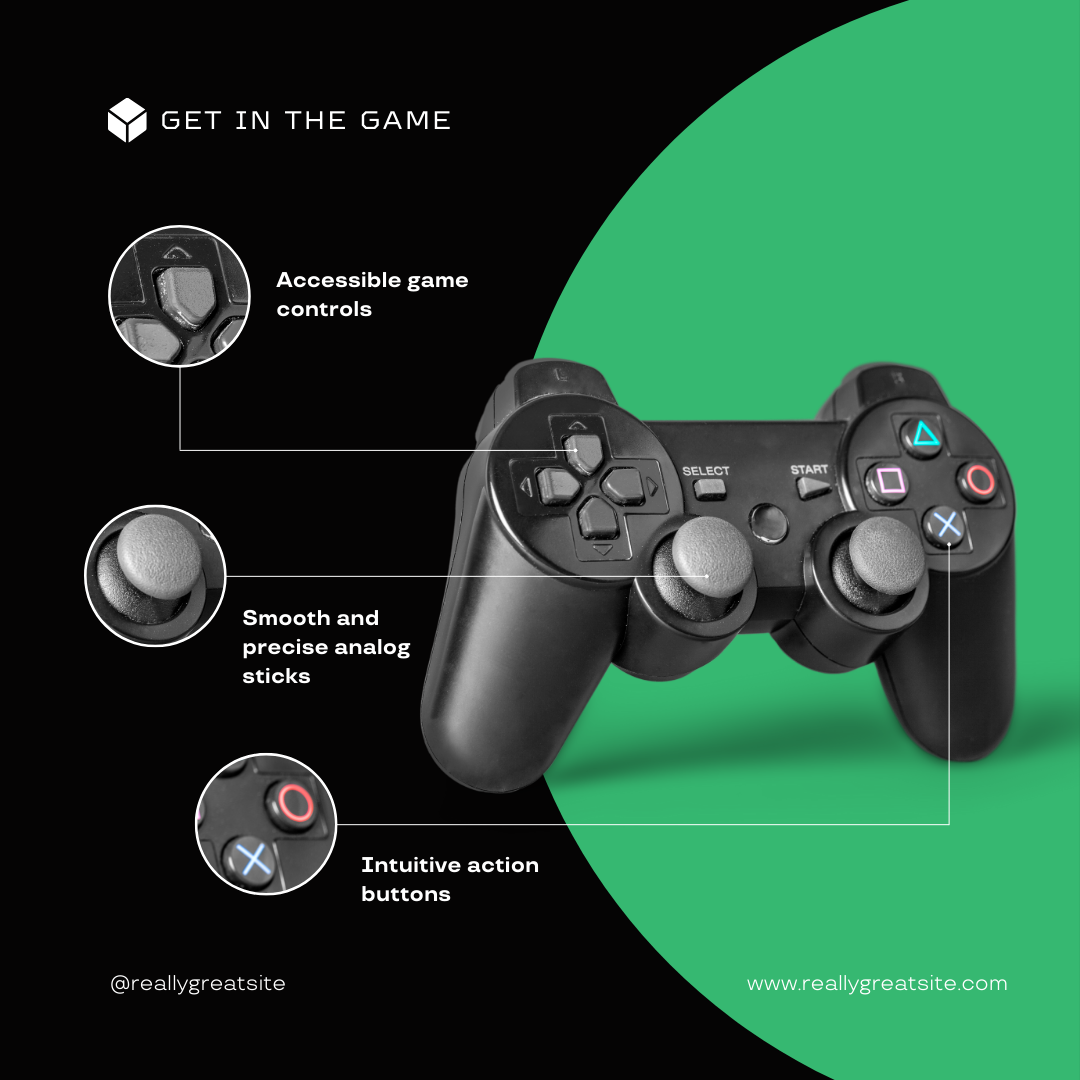 GET IN THE GAME
Accessible game
controls
SELECT
START
Smooth and
precise analog
sticks
Intuitive action
buttons
@reallygreatsite
www.reallygreatsite.com